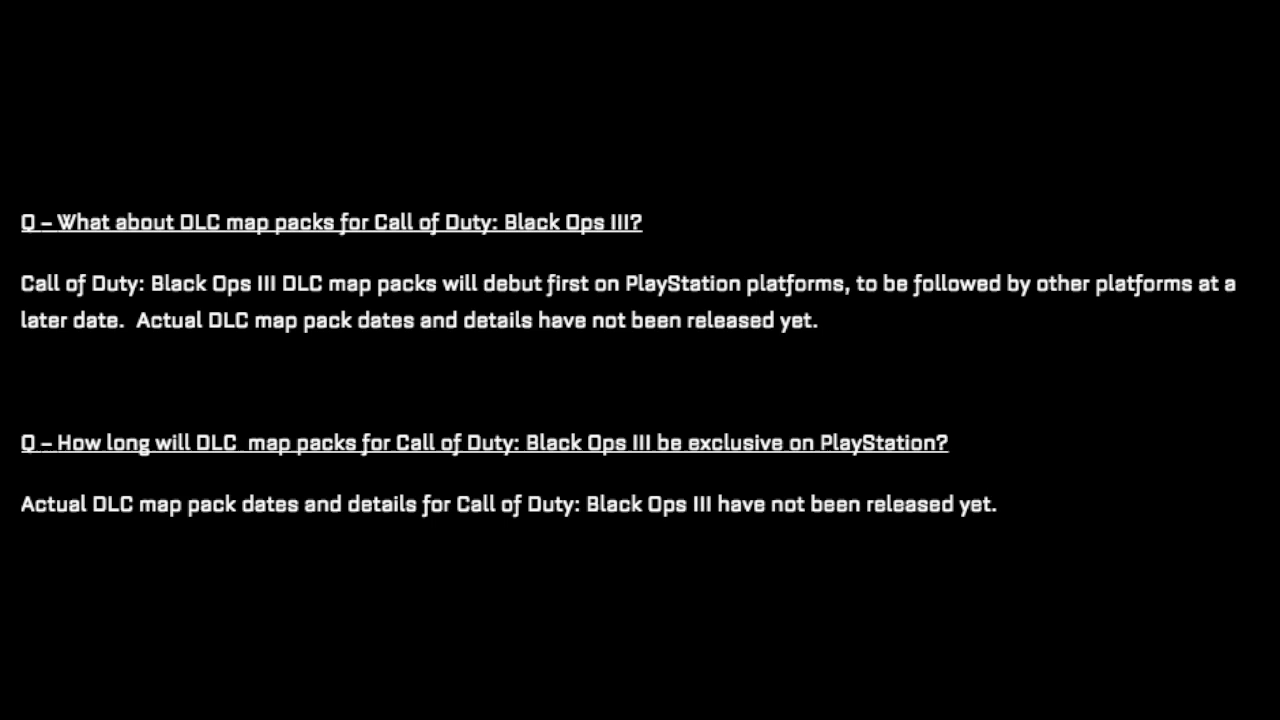 Q – What about DLC map packs for Call of Duty: Black Ops III?
Call of Duty: Black Ops III DLC map packs will debut first on PlayStation platforms, to be followed by other platforms at a
later date.  Actual DLC map pack dates and details have not been released yet.
Q – How long will DLC  map packs for Call of Duty: Black Ops III be exclusive on PlayStation?
Actual DLC map pack dates and details for Call of Duty: Black Ops III have not been released yet.